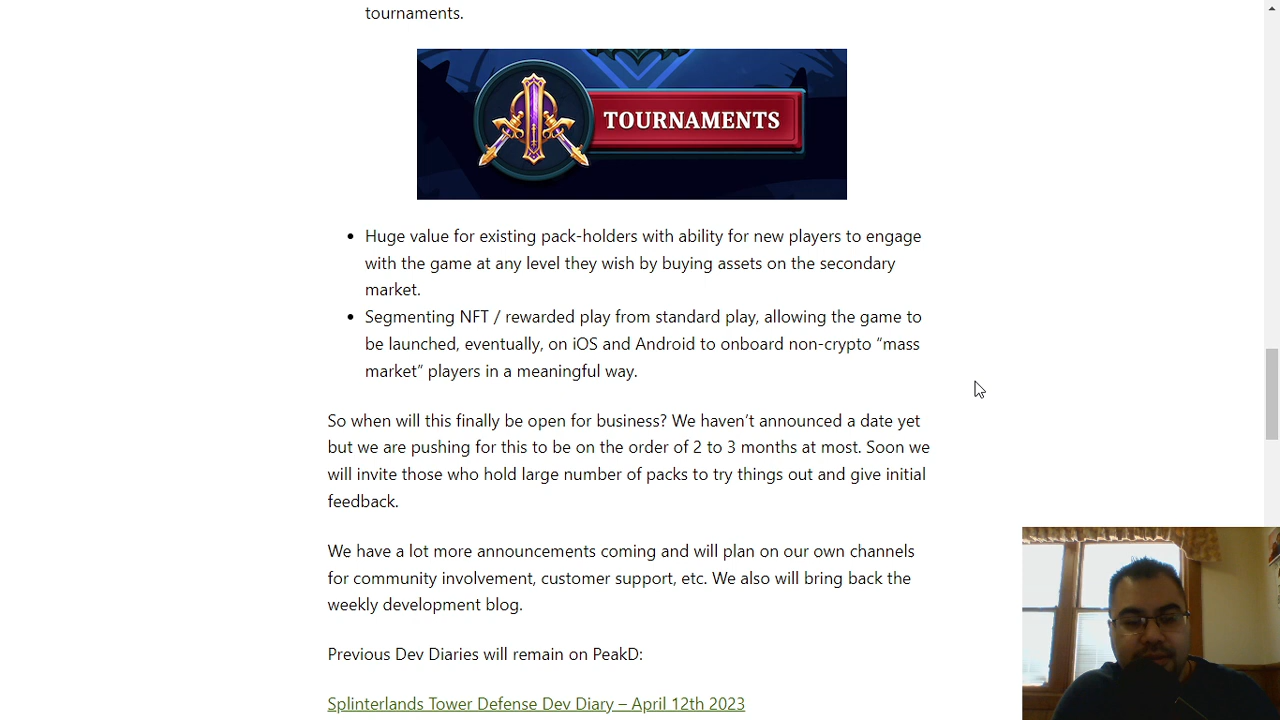 tournaments.
TOURNAMENTS
• Huge value for existing pack-holders with ability for new players to engage
with the game at any level they wish by buying assets on the secondary
market.
• Segmenting NFT / rewarded play from standard play, allowing the game to
be launched, eventually, on iOS and Android to onboard non-crypto “mass
market” players in a meaningful way.
So when will this finally be open for business? We haven’t announced a date yet
but we are pushing for this to be on the order of 2 to 3 months at most. Soon we
will invite those who hold large number of packs to try things out and give initial
feedback.
We have a lot more announcements coming and will plan on our own channels
for community involvement, customer support, etc. We also will bring back the
weekly development blog.
Previous Dev Diaries will remain on PeakD:
Splinterlands Tower Defense Dev Diary – April 12th 2023